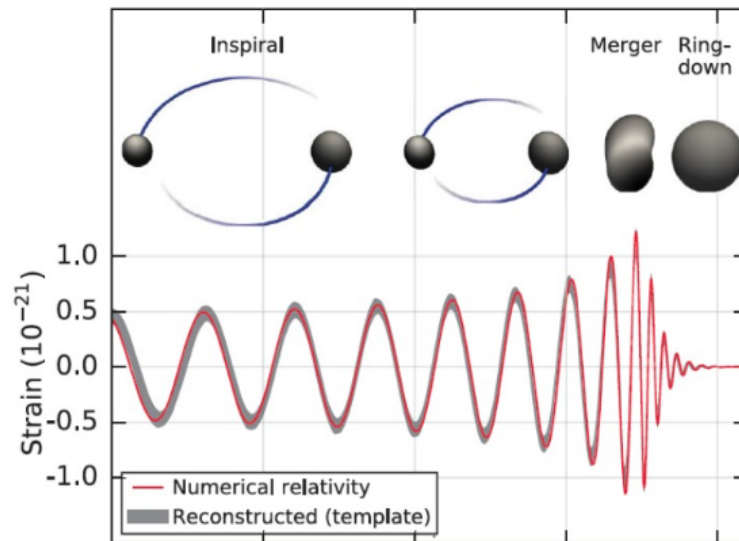 Inspiral
Merger
Ring-
down
Strain (10⁻²¹)
1.0
0.5
0.0
-0.5
-1.0
Numerical relativity
Reconstructed (template)